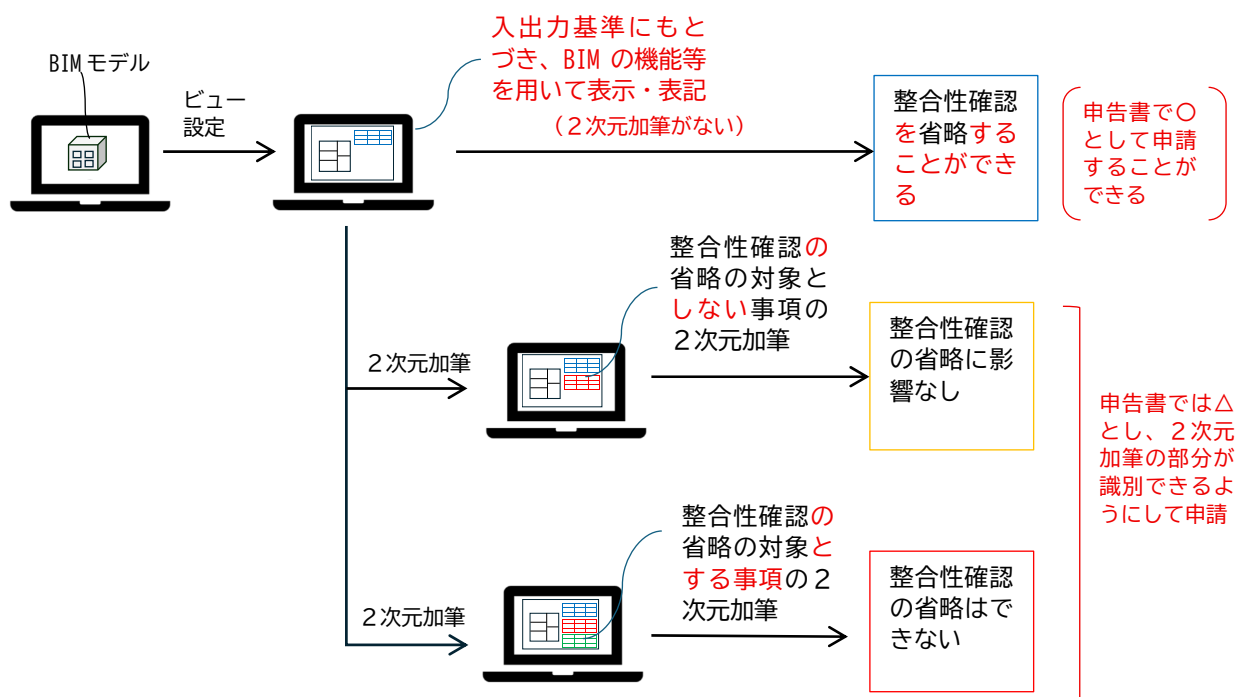 BIMモデル
ビュー
設定
入出力基準にもと
づき、BIM の機能等
を用いて表示・表記
（２次元加筆がない）
整合性確認
を省略する
ことができ
る
申告書で〇
として申請
することが
できる
整合性確認の
省略の対象と
しない事項の
２次元加筆
２次元加筆
整合性確認
の省略に影
響なし
申告書では△
とし、２次元
加筆の部分が
識別できるよ
うにして申請
整合性確認の
省略の対象と
する事項の２
次元加筆
２次元加筆
整合性確認
の省略はで
きない